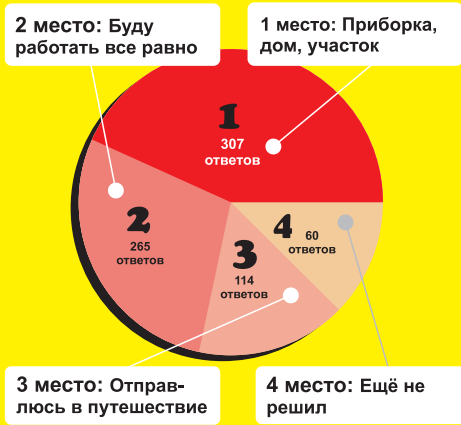 2 место: Буду
работать все равно
1 место: Приборка,
дом, участок
1
307
ответов
2
265
ответов
3
114
ответов
4
60
ответов
3 место: Отправ-
люсь в путешествие
4 место: Ещё не
решил